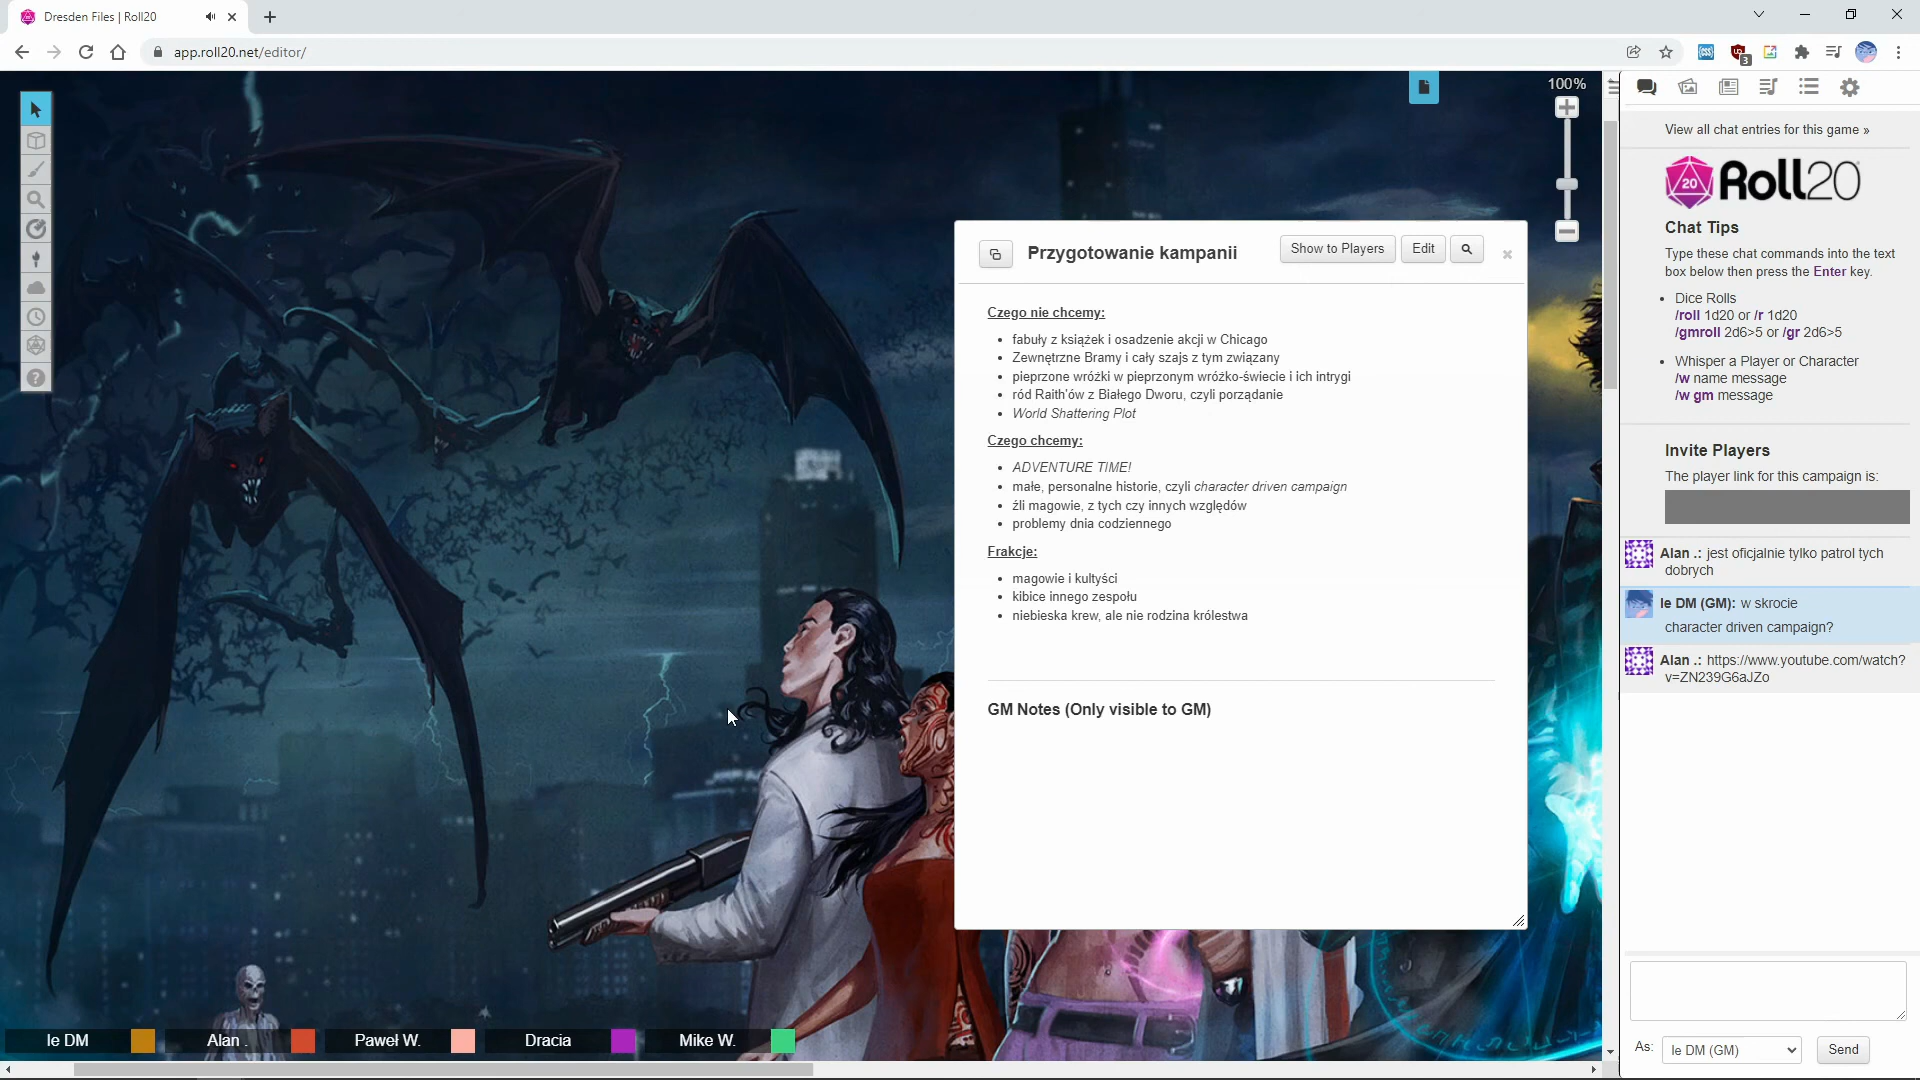 Dresden Files | Roll20
app.roll20.net/editor/
3
100%
Przygotowanie kampanii
Show to Players
Edit
Czego nie chcemy:
fabuły z książek i osadzenie akcji w Chicago
Zewnętrzne Bramy i cały szajs z tym związany
pieprzone wróżki w pieprzonym wróżko-świecie i ich intrygi
ród Raith'ów z Białego Dworu, czyli porządanie
World Shattering Plot
Czego chcemy:
ADVENTURE TIME!
małe, personalne historie, czyli character driven campaign
źli magowie, z tych czy innych względów
problemy dnia codziennego
Frakcje:
magowie i kultyści
kibice innego zespołu
niebieska krew, ale nie rodzina królestwa
GM Notes (Only visible to GM)
le DM
Alan .
Paweł W.
Dracia
Mike W.
View all chat entries for this game »
20 Roll20
Chat Tips
Type these chat commands into the text
box below then press the Enter key.
Dice Rolls
/roll 1d20 or /r 1d20
/gmroll 2d6>5 or /gr 2d6>5
Whisper a Player or Character
/w name message
/w gm message
Invite Players
The player link for this campaign is:
Alan .: jest oficjalnie tylko patrol tych
dobrych
le DM (GM): w skrocie
character driven campaign?
Alan .: https://www.youtube.com/watch?
v=ZN239G6aJZo
As:
le DM (GM)
Send